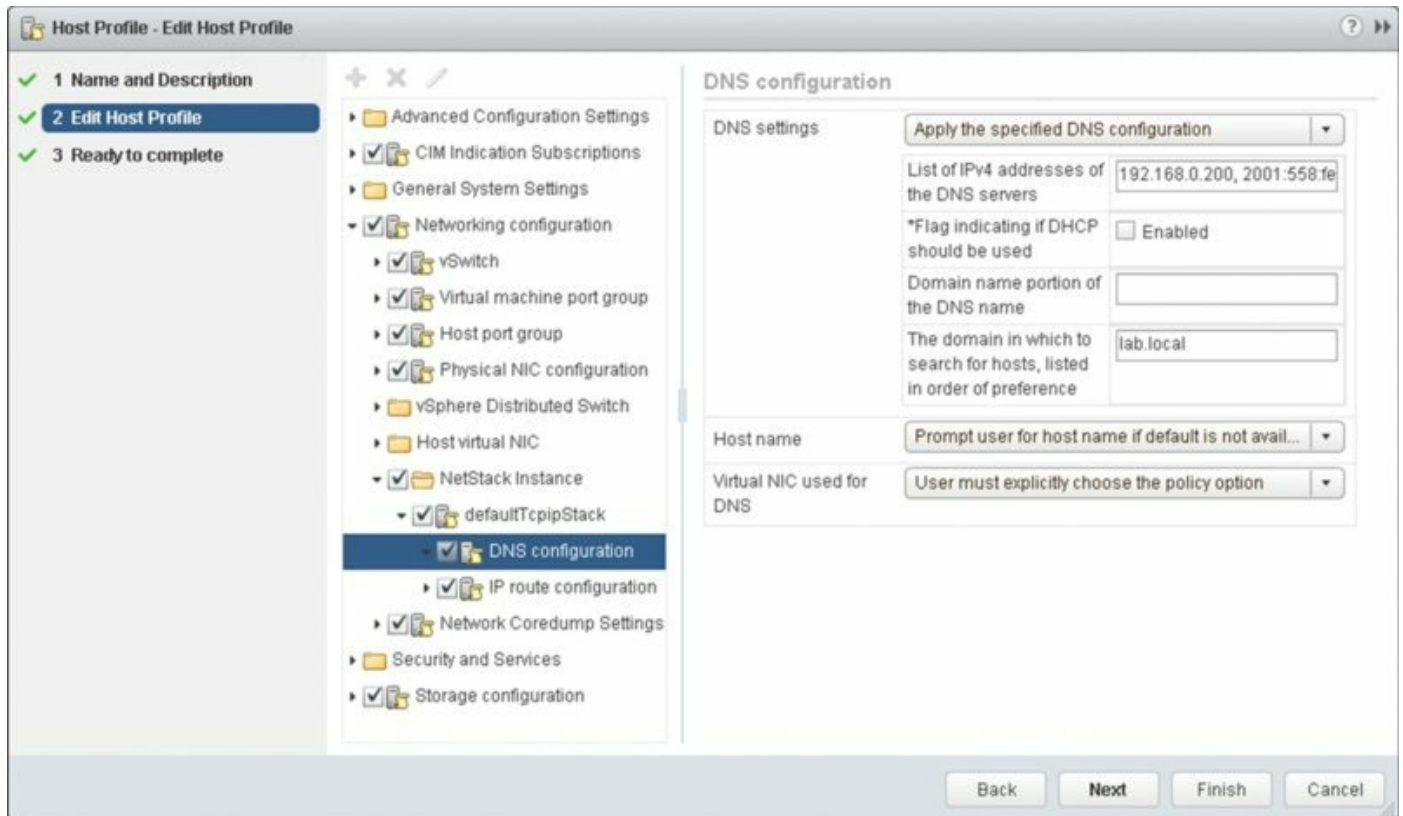 Host Profile - Edit Host Profile
?
1 Name and Description
2 Edit Host Profile
3 Ready to complete
Advanced Configuration Settings
CIM Indication Subscriptions
General System Settings
Networking configuration
vSwitch
Virtual machine port group
Host port group
Physical NIC configuration
vSphere Distributed Switch
Host virtual NIC
NetStack Instance
defaultTcpipStack
DNS configuration
IP route configuration
Network Coredump Settings
Security and Services
Storage configuration
DNS configuration
DNS settings
Apply the specified DNS configuration
List of IPv4 addresses of
the DNS servers
192.168.0.200, 2001:558:fe
*Flag indicating if DHCP
should be used
Enabled
Domain name portion of
the DNS name
The domain in which to
search for hosts, listed
in order of preference
lab.local
Host name
Prompt user for host name if default is not avail...
Virtual NIC used for
DNS
User must explicitly choose the policy option
Back
Next
Finish
Cancel